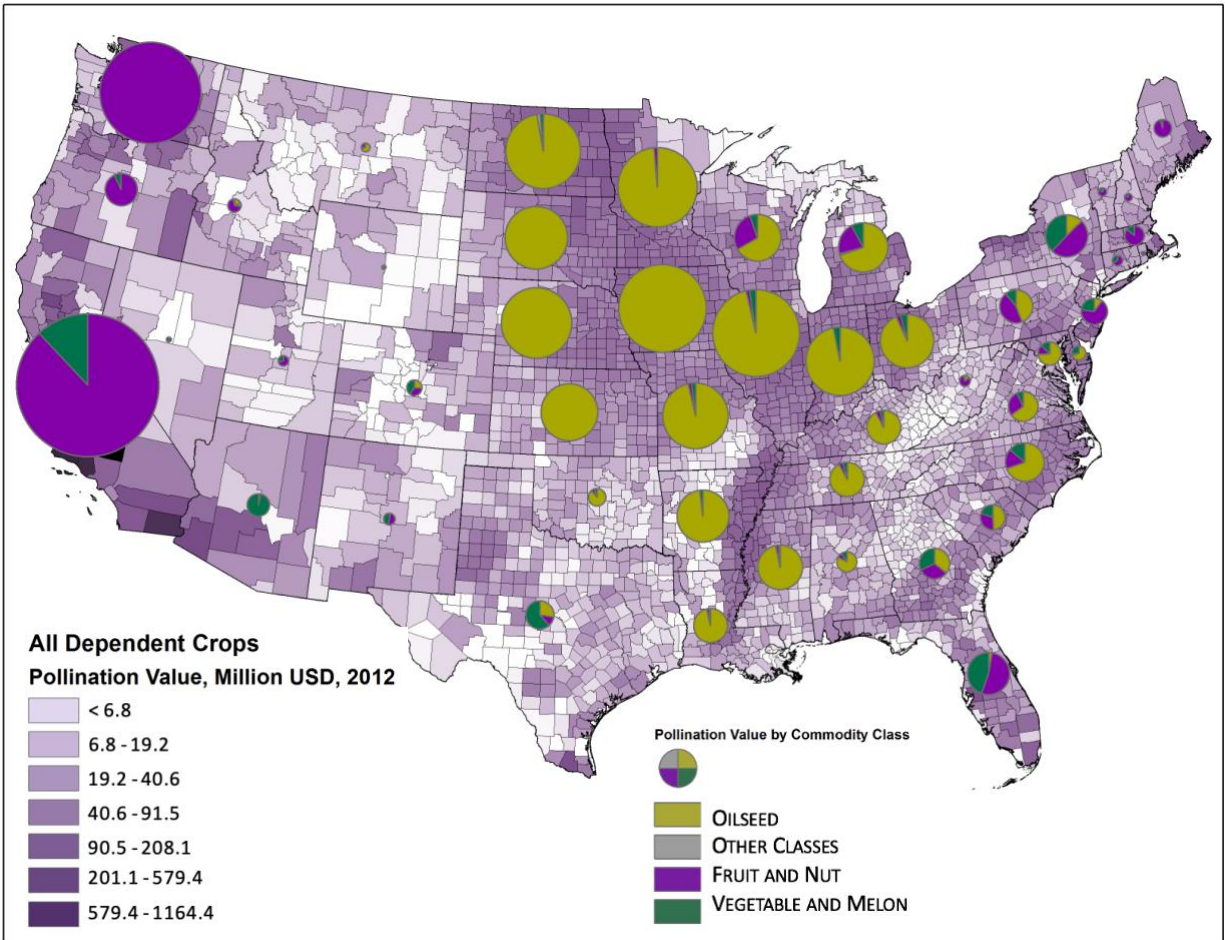 All Dependent Crops
Pollination Value, Million USD, 2012
< 6.8
6.8 - 19.2
19.2 - 40.6
40.6 - 91.5
90.5 - 208.1
201.1 - 579.4
579.4 - 1164.4
Pollination Value by Commodity Class
OILSEED
OTHER CLASSES
FRUIT AND NUT
VEGETABLE AND MELON